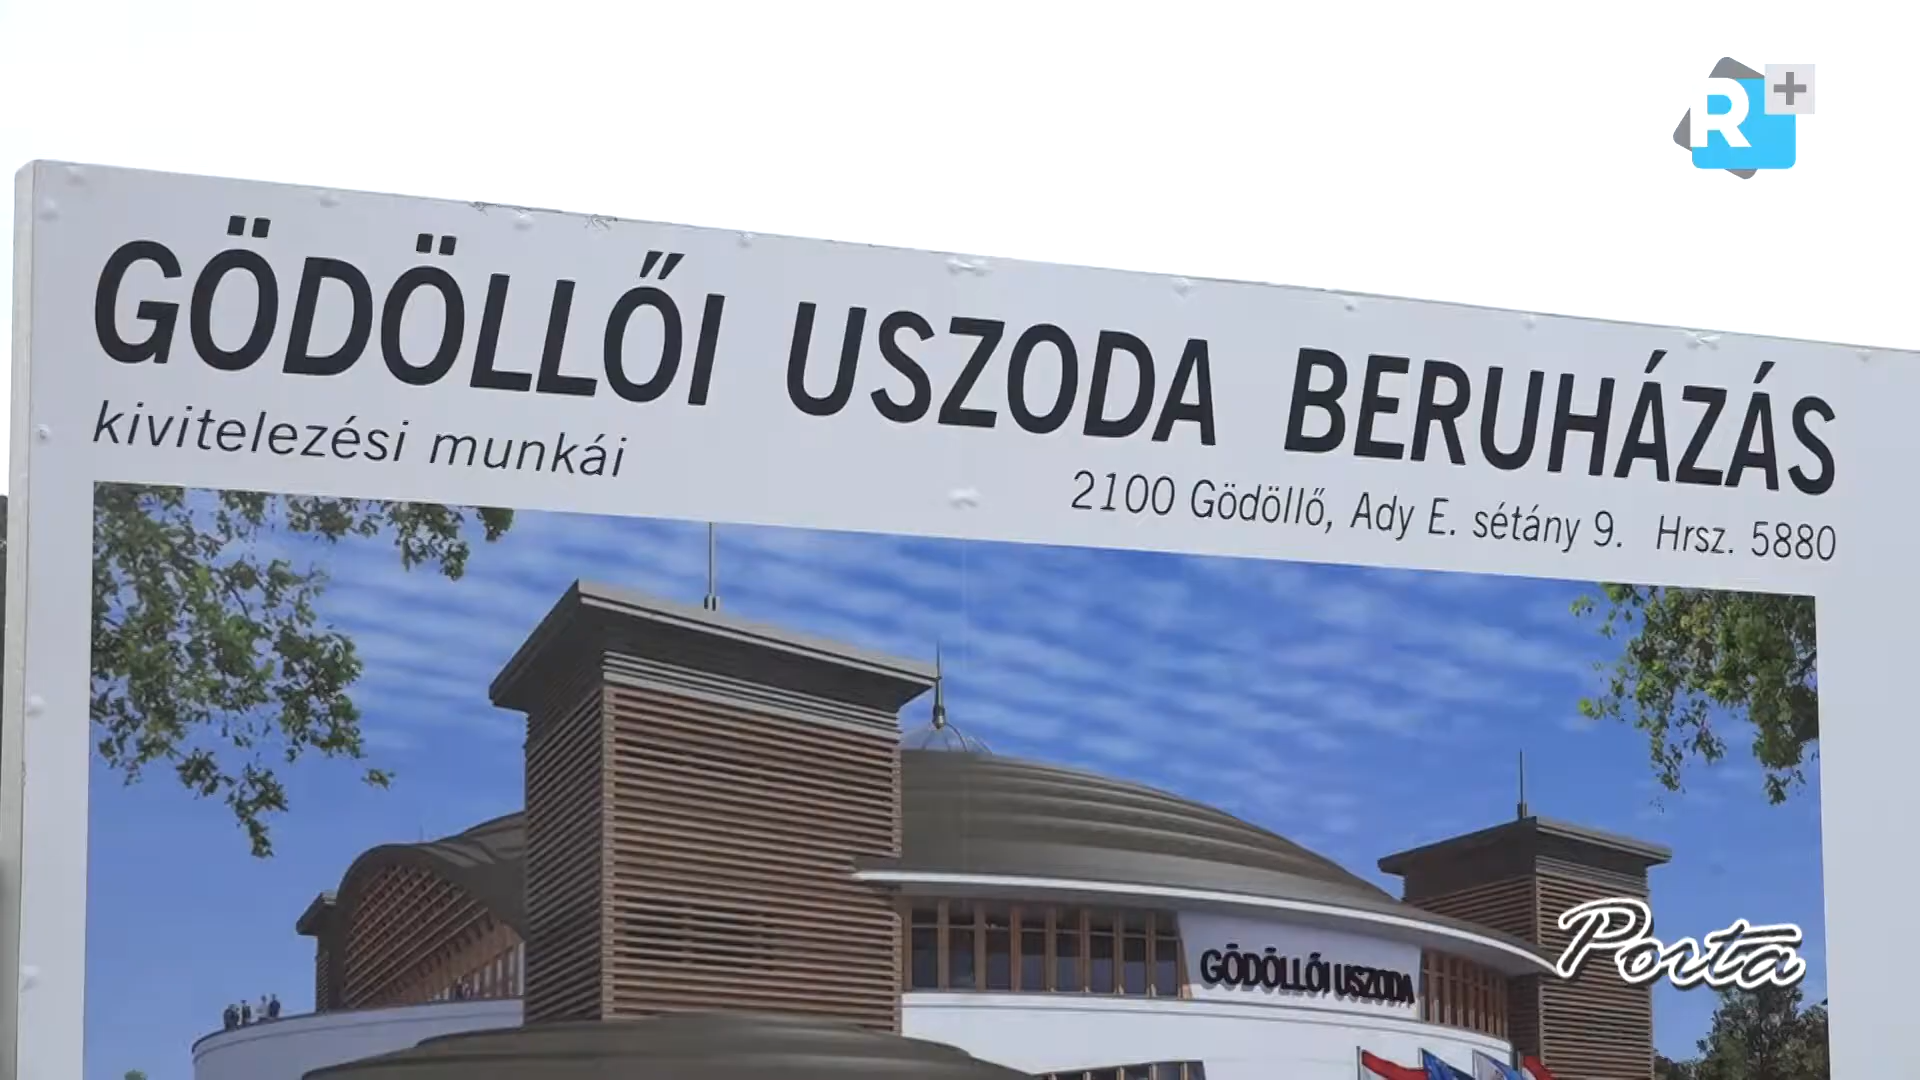 R+
GÖDÖLLŐI USZODA BERUHÁZÁS
kivitelezési munkái
2100 Gödöllő, Ady E. sétány 9. Hrsz. 5880
GÖDÖLLŐI USZODA
Porta